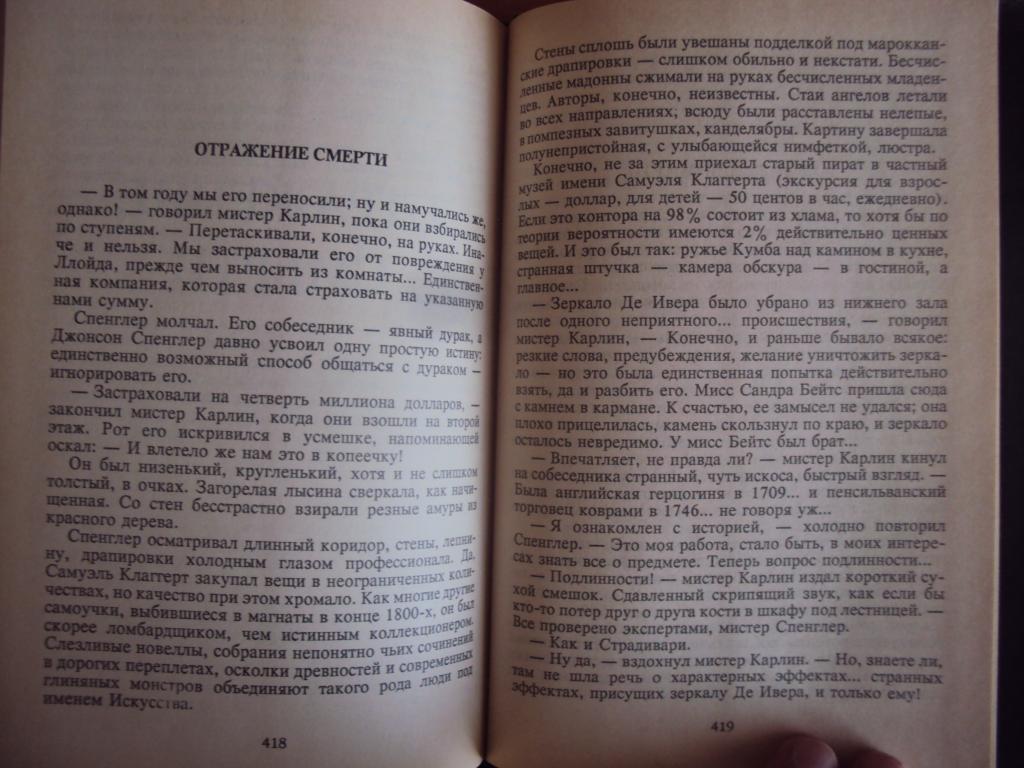 ОТРАЖЕНИЕ СМЕРТИ
— В том году мы его переносили; ну и намучались же,
однако! — говорил мистер Карлин, пока они взбирались
по ступеням. — Перетаскивали, конечно, на руках. Ина-
че и нельзя. Мы застраховали его от повреждения у
Ллойда, прежде чем выносить из комнаты... Единствен-
ная компания, которая стала страховать на указанную
нами сумму.
Спенглер молчал. Его собеседник — явный дурак, а
Джонсон Спенглер давно усвоил одну простую истину:
единственно возможный способ общаться с дураком —
игнорировать его.
— Застраховали на четверть миллиона долларов, —
закончил мистер Карлин, когда они взошли на второй
этаж. Рот его искривился в усмешке, напоминающей
оскал: — И влетело же нам это в копеечку!
Он был низенький, кругленький, хотя и не слишком
толстый, в очках. Загорелая лысина сверкала, как начи-
щенная. Со стен бесстрастно взирали резные амуры из
красного дерева.
Спенглер осматривал длинный коридор, стены, лепни-
ну, драпировки холодным глазом профессионала. Да,
Самуэль Клаггерт закупал вещи в неограниченных коли-
чествах, но качество при этом хромало. Как многие другие
самоучки, выбившиеся в магнаты в конце 1800-х, он был
скорее ломбардщиком, чем истинным коллекционером.
Слезливые новеллы, собрания непонятно чьих сочинений
в дорогих переплетах, осколки древностей и современных
глиняных монстров объединяют такого рода люди под
именем Искусства.
418
Стены сплошь были увешаны подделкой под мароккан-
ские драпировки — слишком обильно и некстати. Бесчис-
ленные мадонны сжимали на руках бесчисленных младен-
цев. Авторы, конечно, неизвестны. Стаи ангелов летали
во всех направлениях; всюду были расставлены нелепые,
в помпезных завитушках, канделябры. Картину завершала
полунепристойная, с улыбающейся нимфеткой, люстра.
Конечно, не за этим приехал старый пират в частный
музей имени Самуэля Клаггерта (экскурсия для взрос-
лых — доллар, для детей — 50 центов в час, ежедневно).
Если это контора на 98% состоит из хлама, то хотя бы по
теории вероятности имеются 2% действительно ценных
вещей. И это был так: ружье Кумба над камином в кухне,
странная штучка — камера обскура — в гостиной, а
главное...
— Зеркало Де Ивера было убрано из нижнего зала
после одного неприятного... происшествия, — говорил
мистер Карлин, — Конечно, и раньше бывало всякое:
резкие слова, предубеждения, желание уничтожить зерка-
ло — но это была единственная попытка действительно
взять, да и разбить его. Мисс Сандра Бейтс пришла сюда
с камнем в кармане. К счастью, ее замысел не удался; она
плохо прицелилась, камень скользнул по краю, и зеркало
осталось невредимо. У мисс Бейтс был брат...
— Впечатляет, не правда ли? — мистер Карлин кинул
на собеседника странный, чуть искоса, быстрый взгляд. —
Была английская герцогиня в 1709... и пенсильванский
торговец коврами в 1746... не говоря уж...
— Я ознакомлен с историей, — холодно повторил
Спенглер. — Это моя работа, стало быть, в моих интере-
сах знать все о предмете. Теперь вопрос подлинности...
— Подлинности! — мистер Карлин издал короткий су-
хой смешок. Сдавленный скрипящий звук, как если бы
кто-то потер друг о друга кости в шкафу под лестницей. —
Все проверено экспертами, мистер Спенглер.
— Как и Страдивари.
— Ну да, — вздохнул мистер Карлин. — Но, знаете ли,
там не шла речь о характерных эффектах... странных
эффектах, присущих зеркалу Де Ивера, и только ему!
419